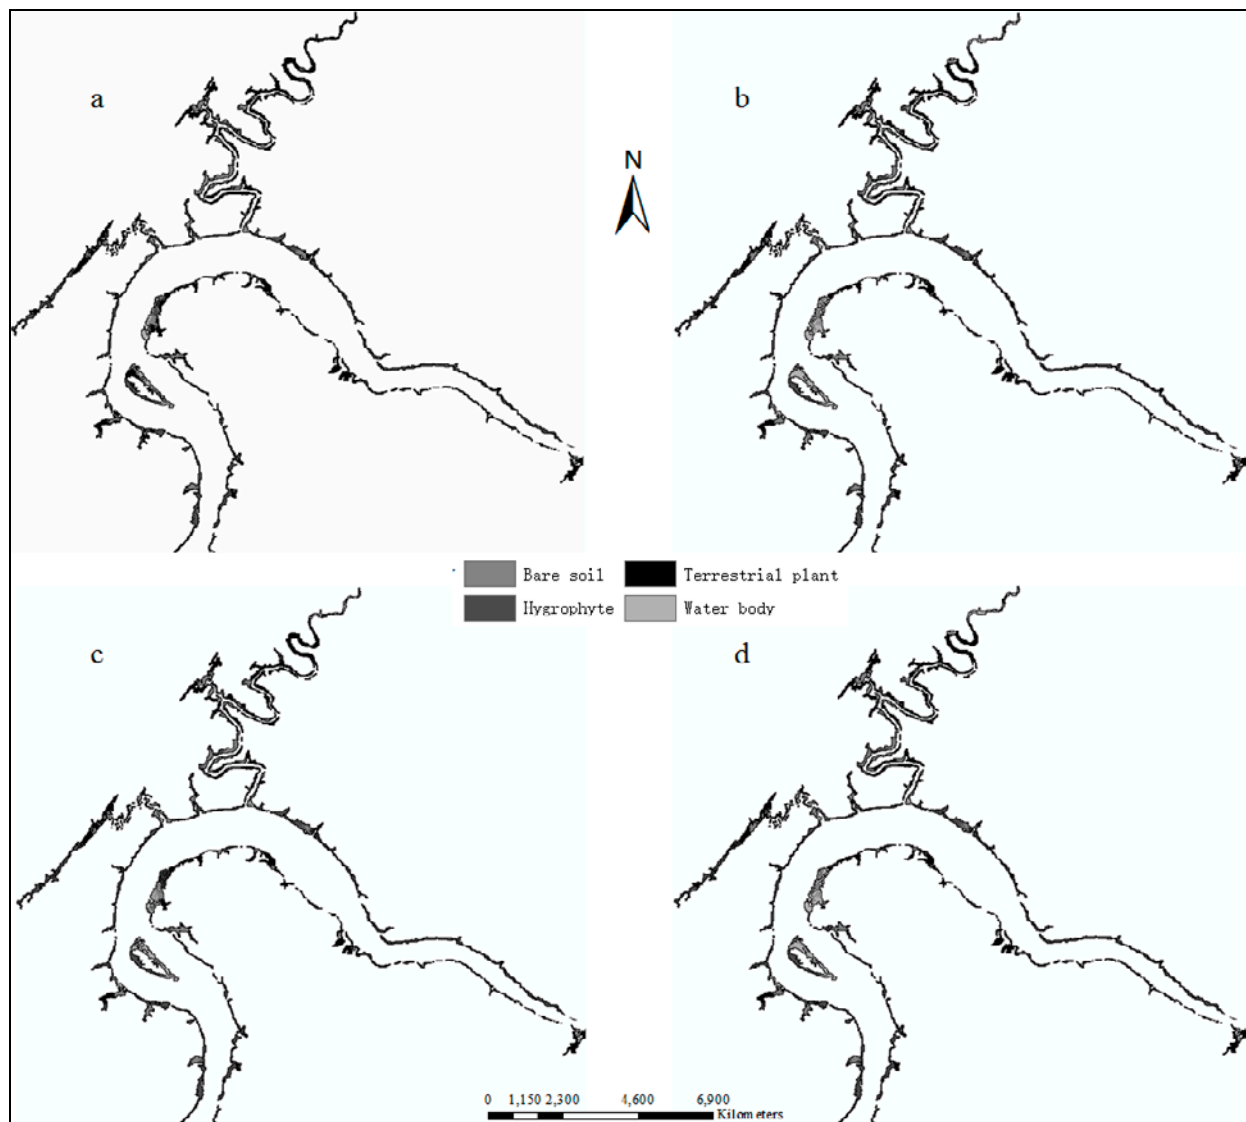 a
b
N
Bare soil
Terrestrial plant
Hygrophyte
Water body
c
d
0 1,150 2,300 4,600 6,900
Kilometers